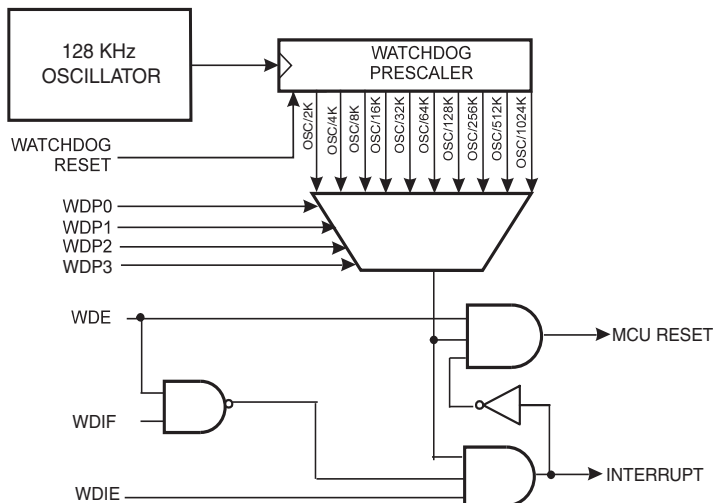 128 KHz
OSCILLATOR
WATCHDOG
PRESCALER
OSC/2K
OSC/4K
OSC/8K
OSC/16K
OSC/32K
OSC/64K
OSC/128K
OSC/256K
OSC/512K
OSC/1024K
WATCHDOG
RESET
WDP0
WDP1
WDP2
WDP3
WDE
MCU RESET
WDIF
INTERRUPT
WDIE